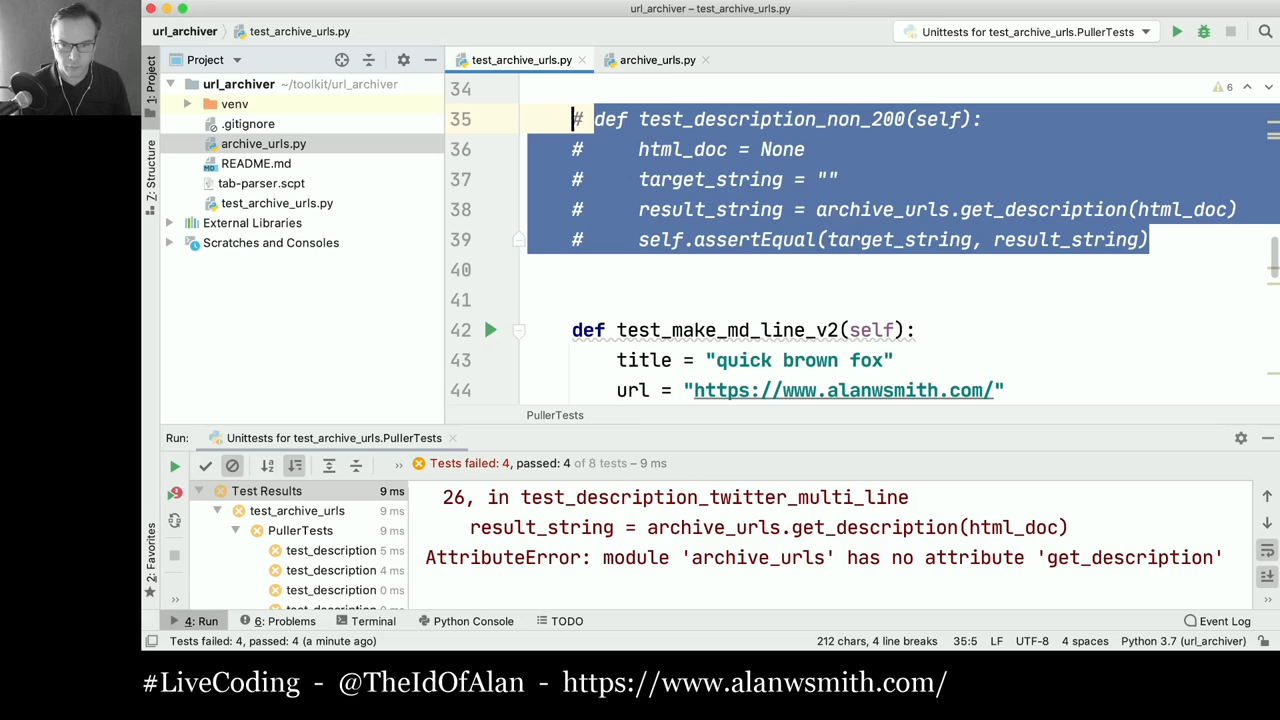 url_archiver – test_archive_urls.py
url_archiver
test_archive_urls.py
Unittests for test_archive_urls.PullerTests
1: Project
Project
test_archive_urls.py
archive_urls.py
url_archiver ~/toolkit/url_archiver
venv
.gitignore
archive_urls.py
README.md
tab-parser.scpt
test_archive_urls.py
External Libraries
Scratches and Consoles
Z: Structure
2: Favorites
6
34
35 # def test_description_non_200(self):
36 #     html_doc = None
37 #     target_string = ""
38 #     result_string = archive_urls.get_description(html_doc)
39 #     self.assertEqual(target_string, result_string)
40
41
42 def test_make_md_line_v2(self):
43     title = "quick brown fox"
44     url = "https://www.alanwsmith.com/"
PullerTests
Run: Unittests for test_archive_urls.PullerTests
Tests failed: 4, passed: 4 of 8 tests – 9 ms
Test Results 9 ms
test_archive_urls 9 ms
PullerTests 9 ms
test_description 5 ms
test_description 4 ms
test_description 0 ms
26, in test_description_twitter_multi_line
result_string = archive_urls.get_description(html_doc)
AttributeError: module 'archive_urls' has no attribute 'get_description'
4: Run
6: Problems
Terminal
Python Console
TODO
Event Log
Tests failed: 4, passed: 4 (a minute ago)
212 chars, 4 line breaks
35:5
LF
UTF-8
4 spaces
Python 3.7 (url_archiver)
#LiveCoding - @TheIdOfAlan - https://www.alanwsmith.com/